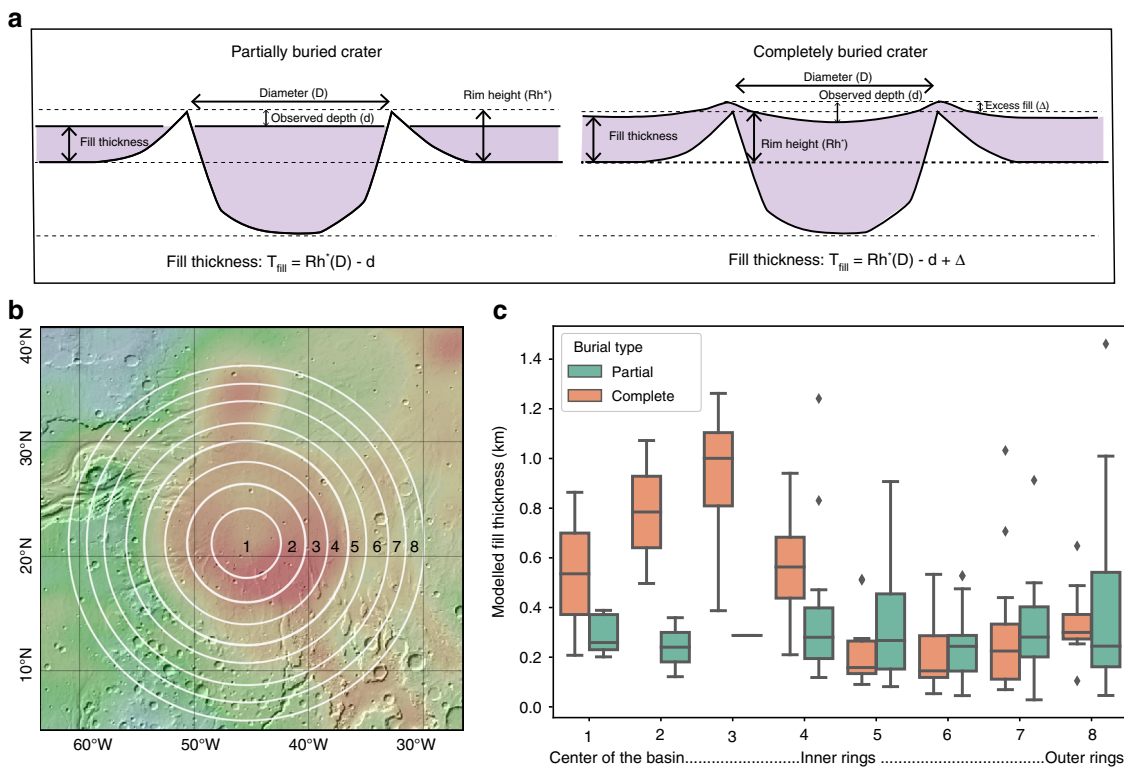 a
Partially buried crater
Completely buried crater
Diameter (D)
Rim height (Rh*)
Observed depth (d)
Fill thickness
Diameter (D)
Observed depth (d)
Excess fill (Δ)
Fill thickness
Rim height (Rh*)
Fill thickness: Tfill = Rh*(D) - d
Fill thickness: Tfill = Rh*(D) - d + Δ
b
40°N
30°N
20°N
10°N
1 2 3 4 5 6 7 8
60°W 50°W 40°W 30°W
c
Burial type
Partial
Complete
Modelled fill thickness (km)
1.4
1.2
1.0
0.8
0.6
0.4
0.2
0.0
1 2 3 4 5 6 7 8
Center of the basin.....................Inner rings ..............................Outer rings